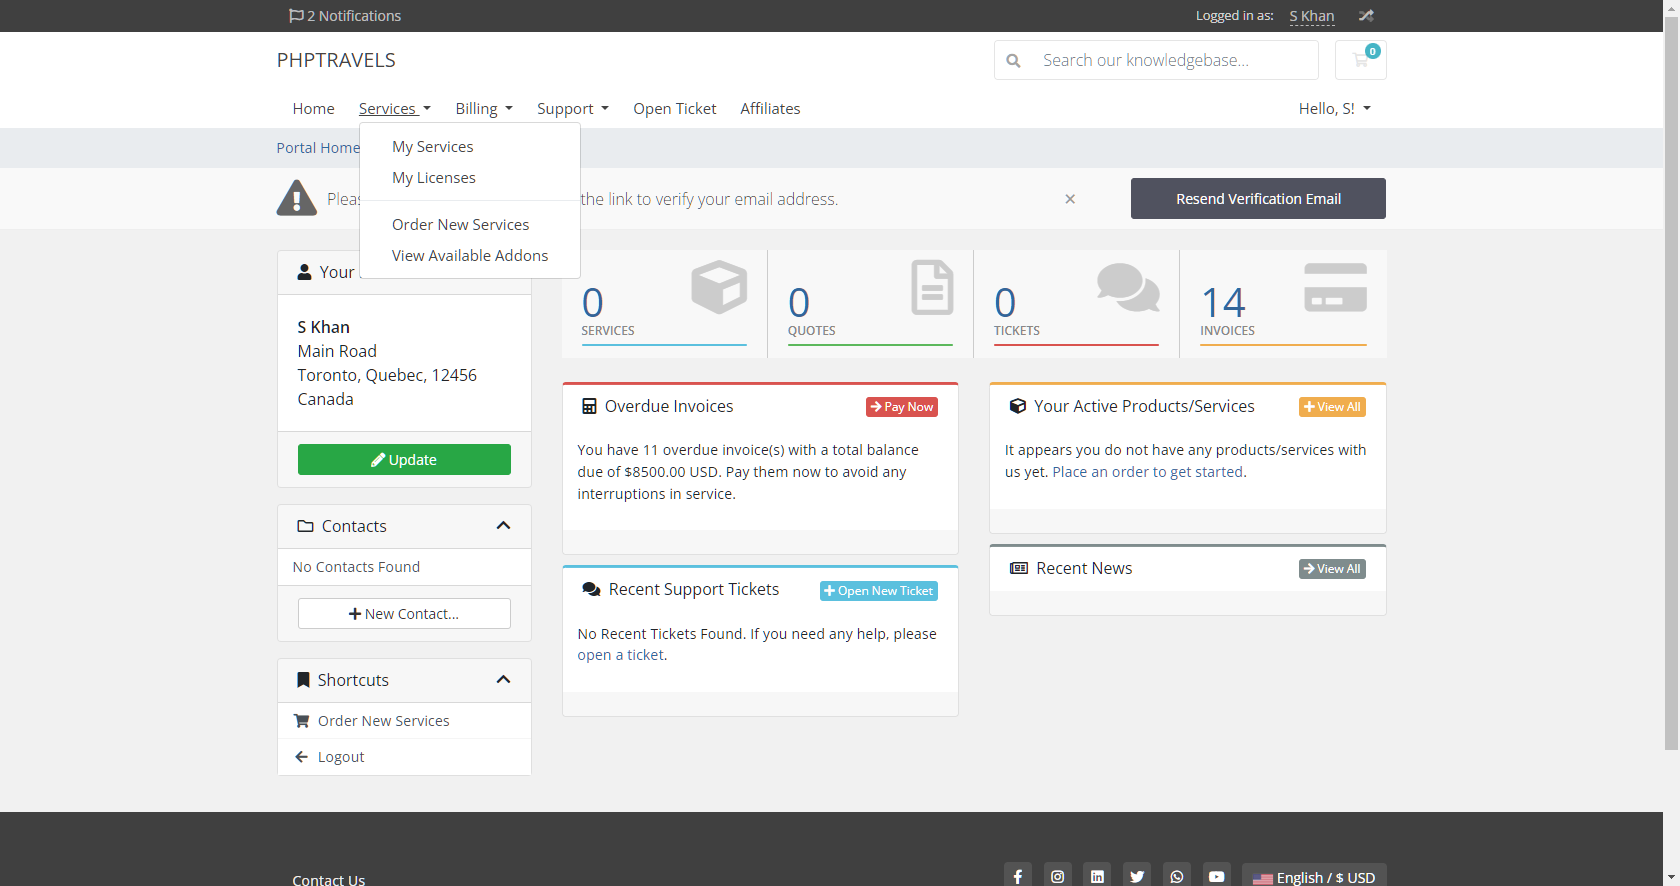 2 Notifications
Logged in as: S Khan
PHPTRAVELS
Search our knowledgebase...
0
Home Services Billing Support Open Ticket Affiliates
Hello, S!
Portal Home
My Services
My Licenses
Order New Services
View Available Addons
the link to verify your email address.
×
Resend Verification Email
Your
S Khan
Main Road
Toronto, Quebec, 12456
Canada
Update
Contacts
No Contacts Found
New Contact...
Shortcuts
Order New Services
Logout
0
SERVICES
0
QUOTES
0
TICKETS
14
INVOICES
Overdue Invoices
Pay Now
You have 11 overdue invoice(s) with a total balance
due of $8500.00 USD. Pay them now to avoid any
interruptions in service.
Recent Support Tickets
Open New Ticket
No Recent Tickets Found. If you need any help, please
open a ticket.
Your Active Products/Services
View All
It appears you do not have any products/services with
us yet. Place an order to get started.
Recent News
View All
Contact Us
English / $ USD